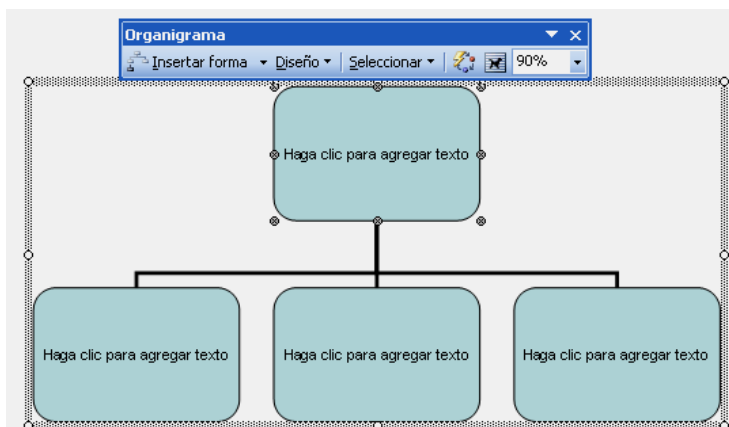 Organigrama
Insertar forma Diseño Seleccionar 90%
Haga clic para agregar texto
Haga clic para agregar texto Haga clic para agregar texto Haga clic para agregar texto